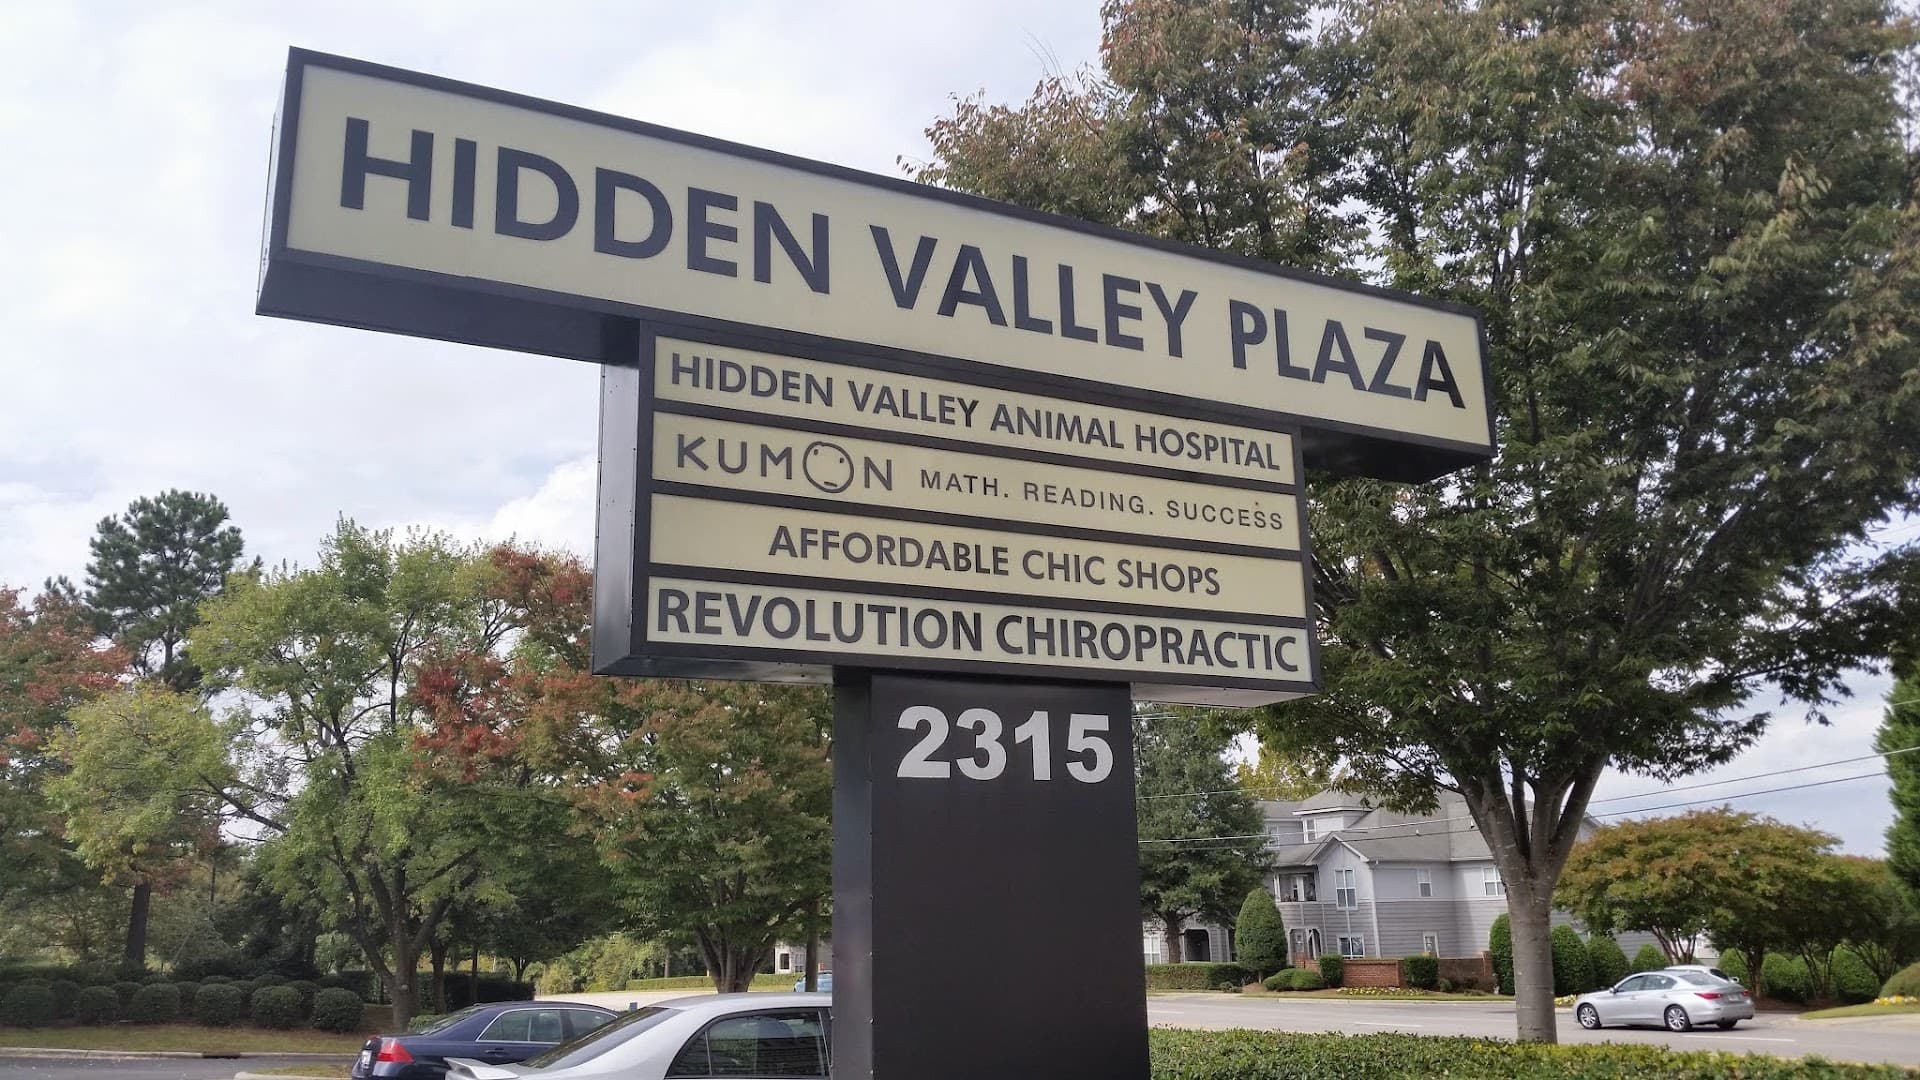 HIDDEN VALLEY PLAZA
HIDDEN VALLEY ANIMAL HOSPITAL
KUMON MATH. READING. SUCCESS
AFFORDABLE CHIC SHOPS
REVOLUTION CHIROPRACTIC
2315